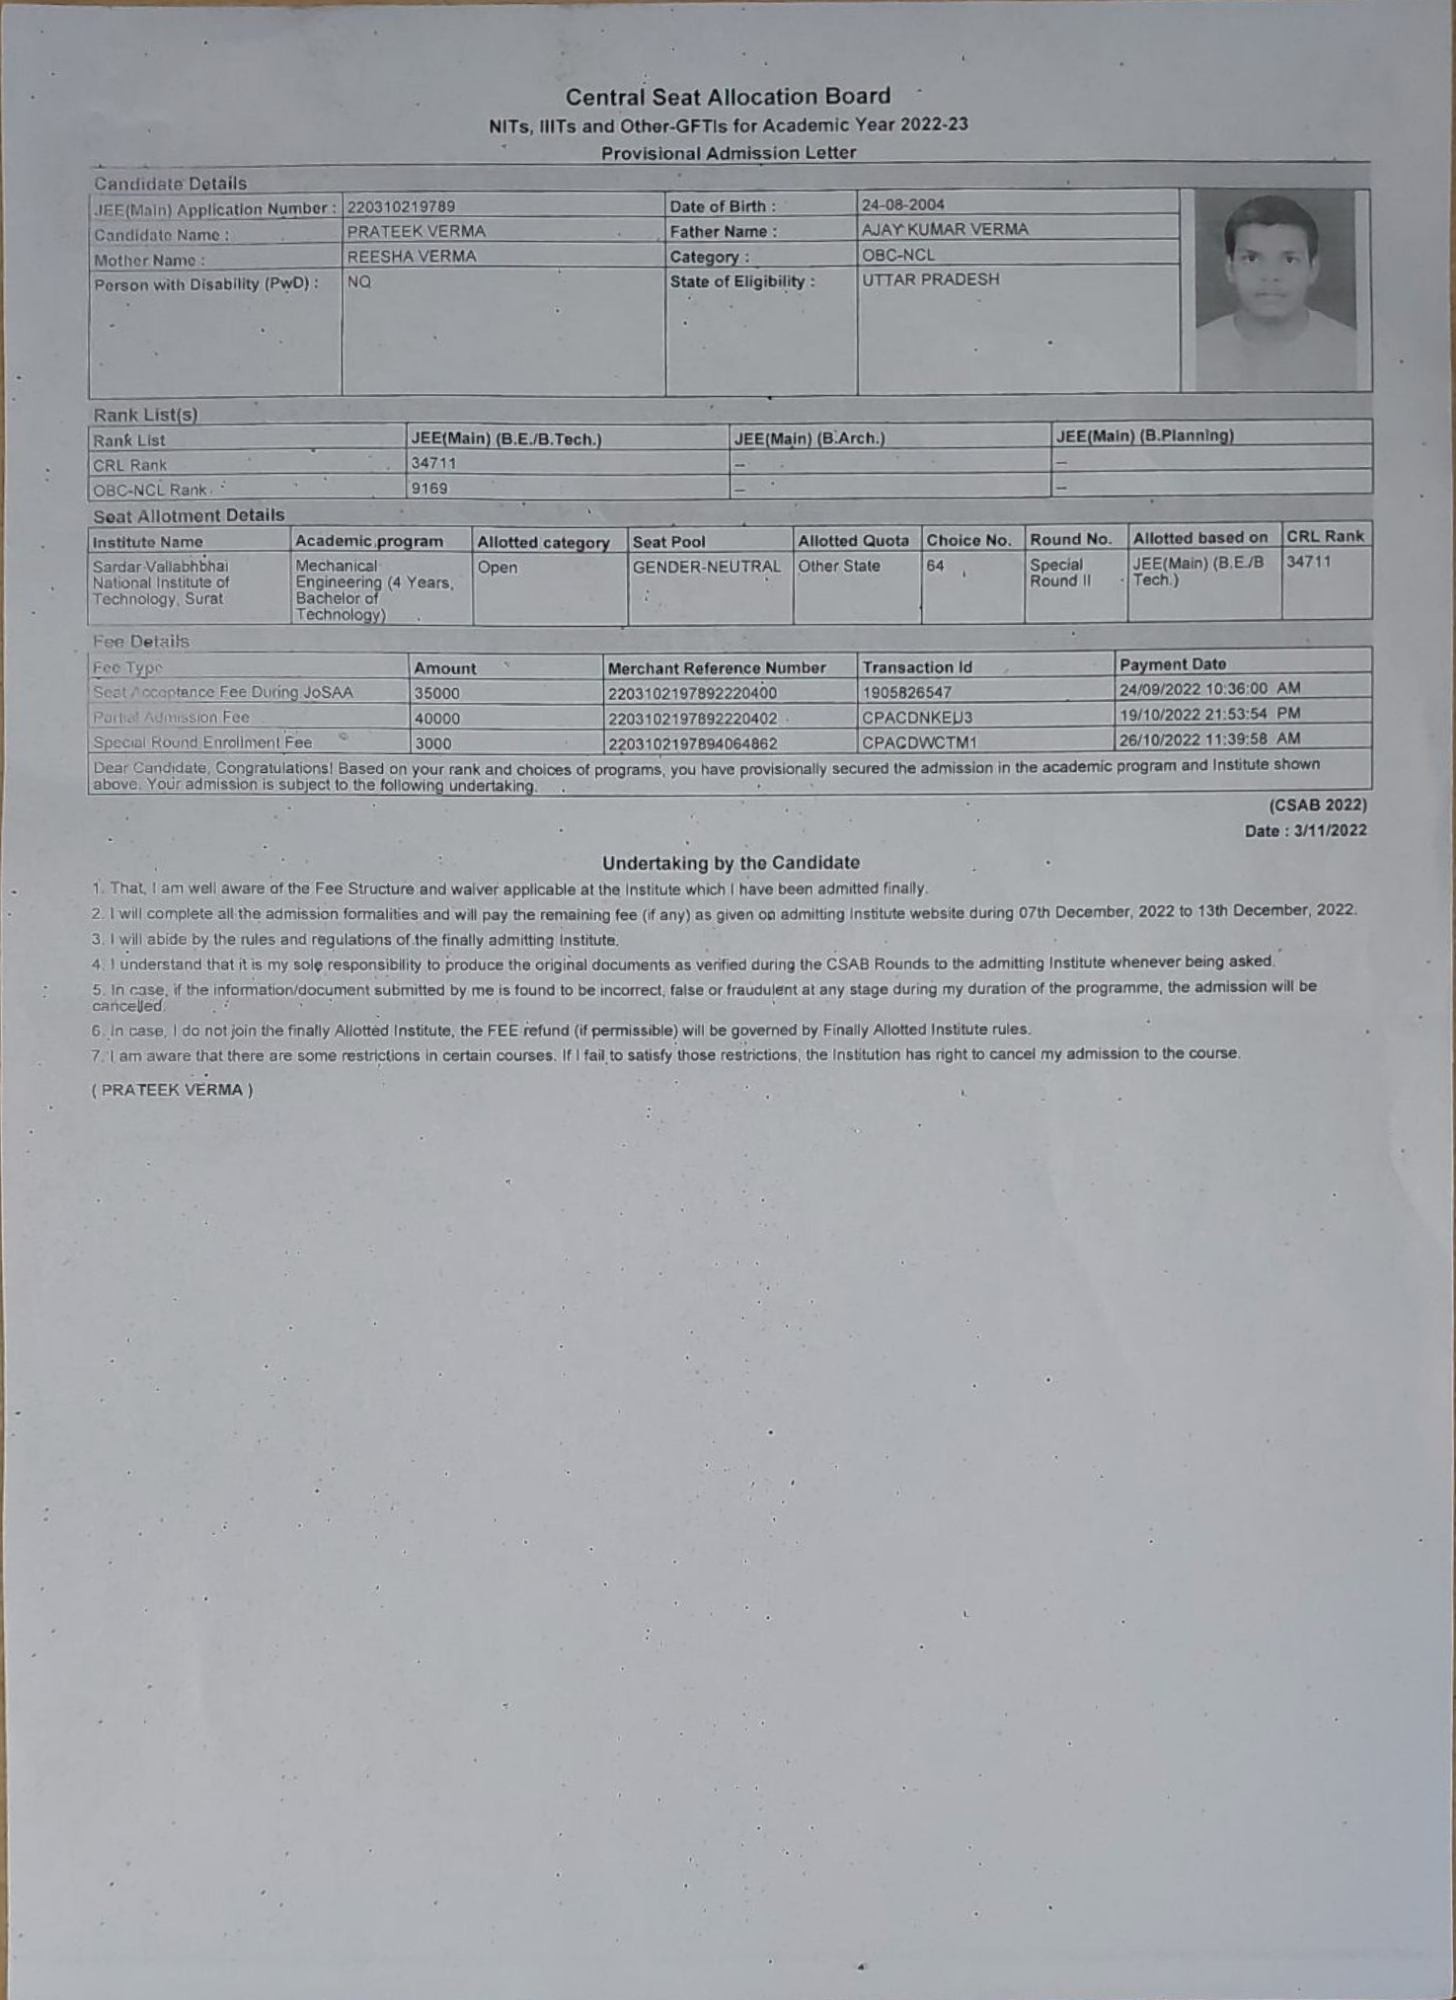 Central Seat Allocation Board
NITs, IIITs and Other-GFTIs for Academic Year 2022-23
Provisional Admission Letter
Candidate Details
JEE(Main) Application Number : 220310219789 Date of Birth : 24-08-2004
Candidate Name : PRATEEK VERMA Father Name : AJAY KUMAR VERMA
Mother Name : REESHA VERMA Category : OBC-NCL
Person with Disability (PwD) : NO State of Eligibility : UTTAR PRADESH
Rank List(s)
Rank List JEE(Main) (B.E./B.Tech.) JEE(Main) (B.Arch.) JEE(Main) (B.Planning)
CRL Rank 34711 -- --
OBC-NCL Rank 9169 -- --
Seat Allotment Details
Institute Name Academic program Allotted category Seat Pool Allotted Quota Choice No. Round No. Allotted based on CRL Rank
Sardar Vallabhbhai Mechanical Open GENDER-NEUTRAL Other State 64 Special JEE(Main) (B.E./B 34711
National Institute of Engineering (4 Years, Round II Tech.)
Technology, Surat Bachelor of
Technology)
Fee Details
Fee Type Amount Merchant Reference Number Transaction Id Payment Date
Seat Acceptance Fee During JoSAA 35000 2203102197892220400 1905826547 24/09/2022 10:36:00 AM
Partial Admission Fee 40000 2203102197892220402 CPACDNKEU3 19/10/2022 21:53:54 PM
Special Round Enrollment Fee 3000 2203102197894064862 CPACDWCTM1 26/10/2022 11:39:58 AM
Dear Candidate, Congratulations! Based on your rank and choices of programs, you have provisionally secured the admission in the academic program and Institute shown
above. Your admission is subject to the following undertaking.
(CSAB 2022)
Date : 3/11/2022
Undertaking by the Candidate
1. That, I am well aware of the Fee Structure and waiver applicable at the Institute which I have been admitted finally.
2. I will complete all the admission formalities and will pay the remaining fee (if any) as given on admitting Institute website during 07th December, 2022 to 13th December, 2022.
3. I will abide by the rules and regulations of the finally admitting Institute.
4. I understand that it is my sole responsibility to produce the original documents as verified during the CSAB Rounds to the admitting Institute whenever being asked.
5. In case, if the information/document submitted by me is found to be incorrect, false or fraudulent at any stage during my duration of the programme, the admission will be
cancelled.
6. In case, I do not join the finally Allotted Institute, the FEE refund (if permissible) will be governed by Finally Allotted Institute rules.
7. I am aware that there are some restrictions in certain courses. If I fail to satisfy those restrictions, the Institution has right to cancel my admission to the course.
( PRATEEK VERMA )